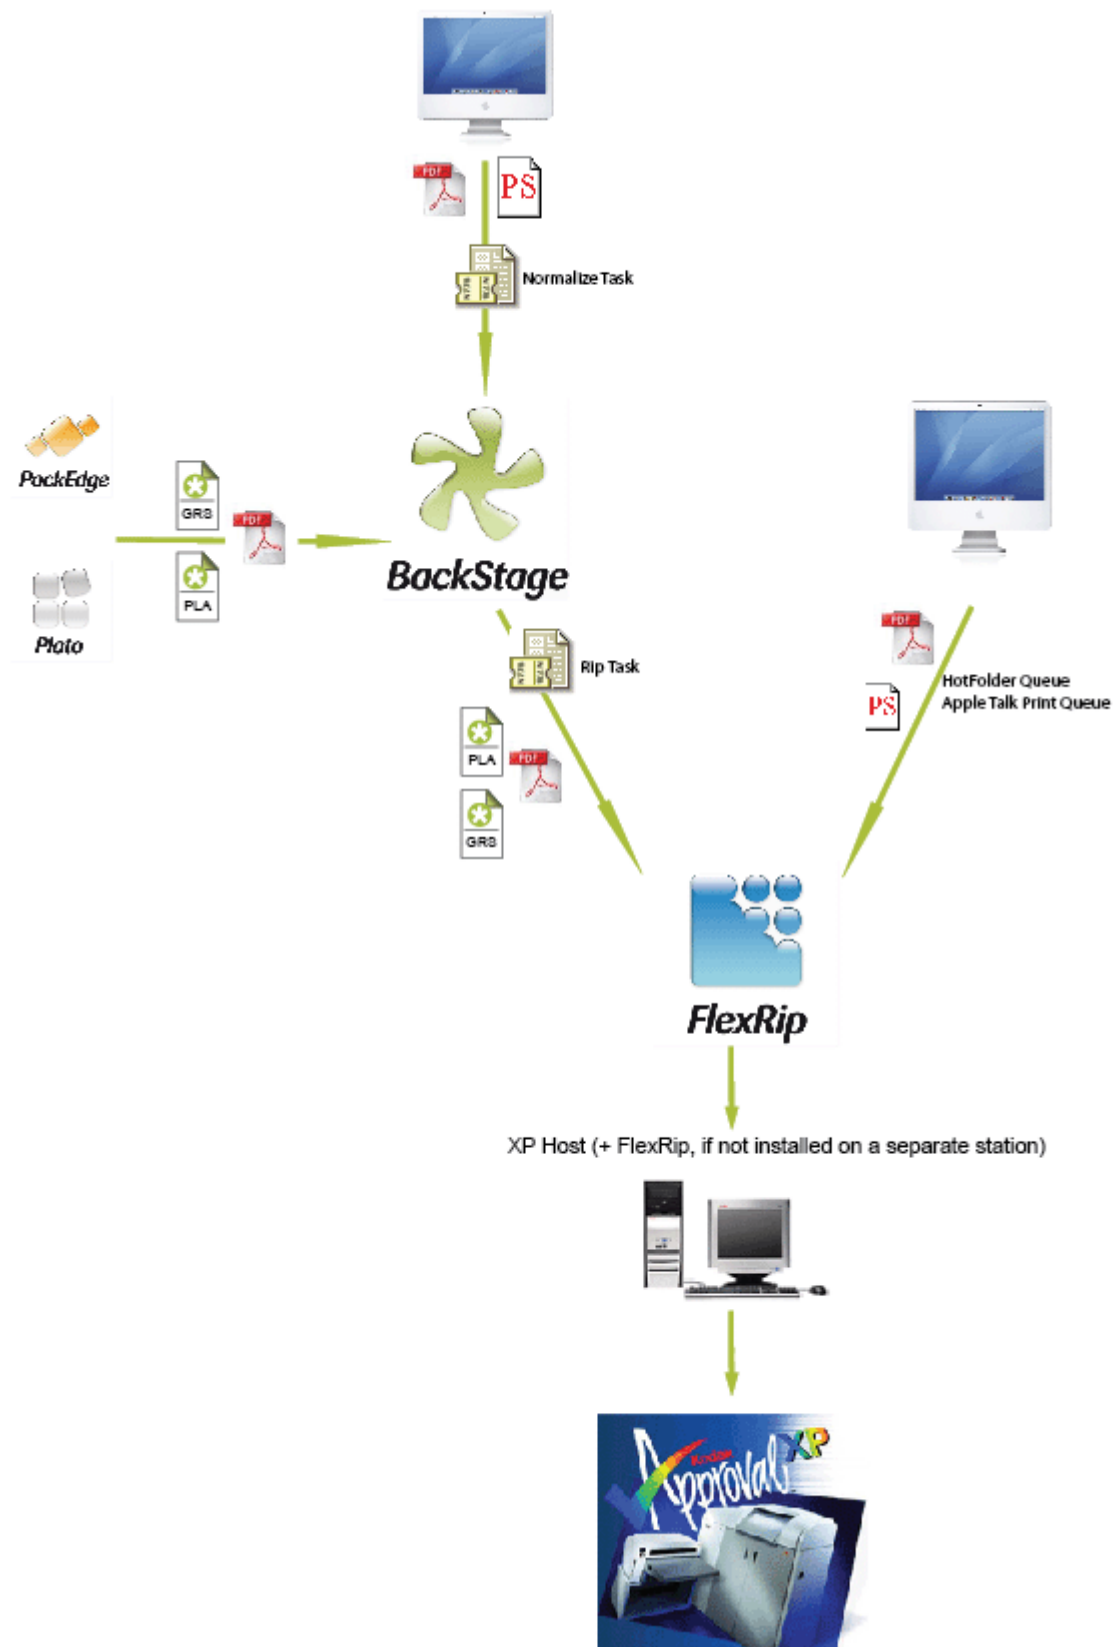 PDF
PS
Normalize Task
PackEdge
GRS
PDF
PLA
Plato
BackStage
Rip Task
PDF
PS
HotFolder Queue
Apple Talk Print Queue
PLA
PDF
GRS
FlexRip
XP Host (+ FlexRip, if not installed on a separate station)
Kodak
Approval XP